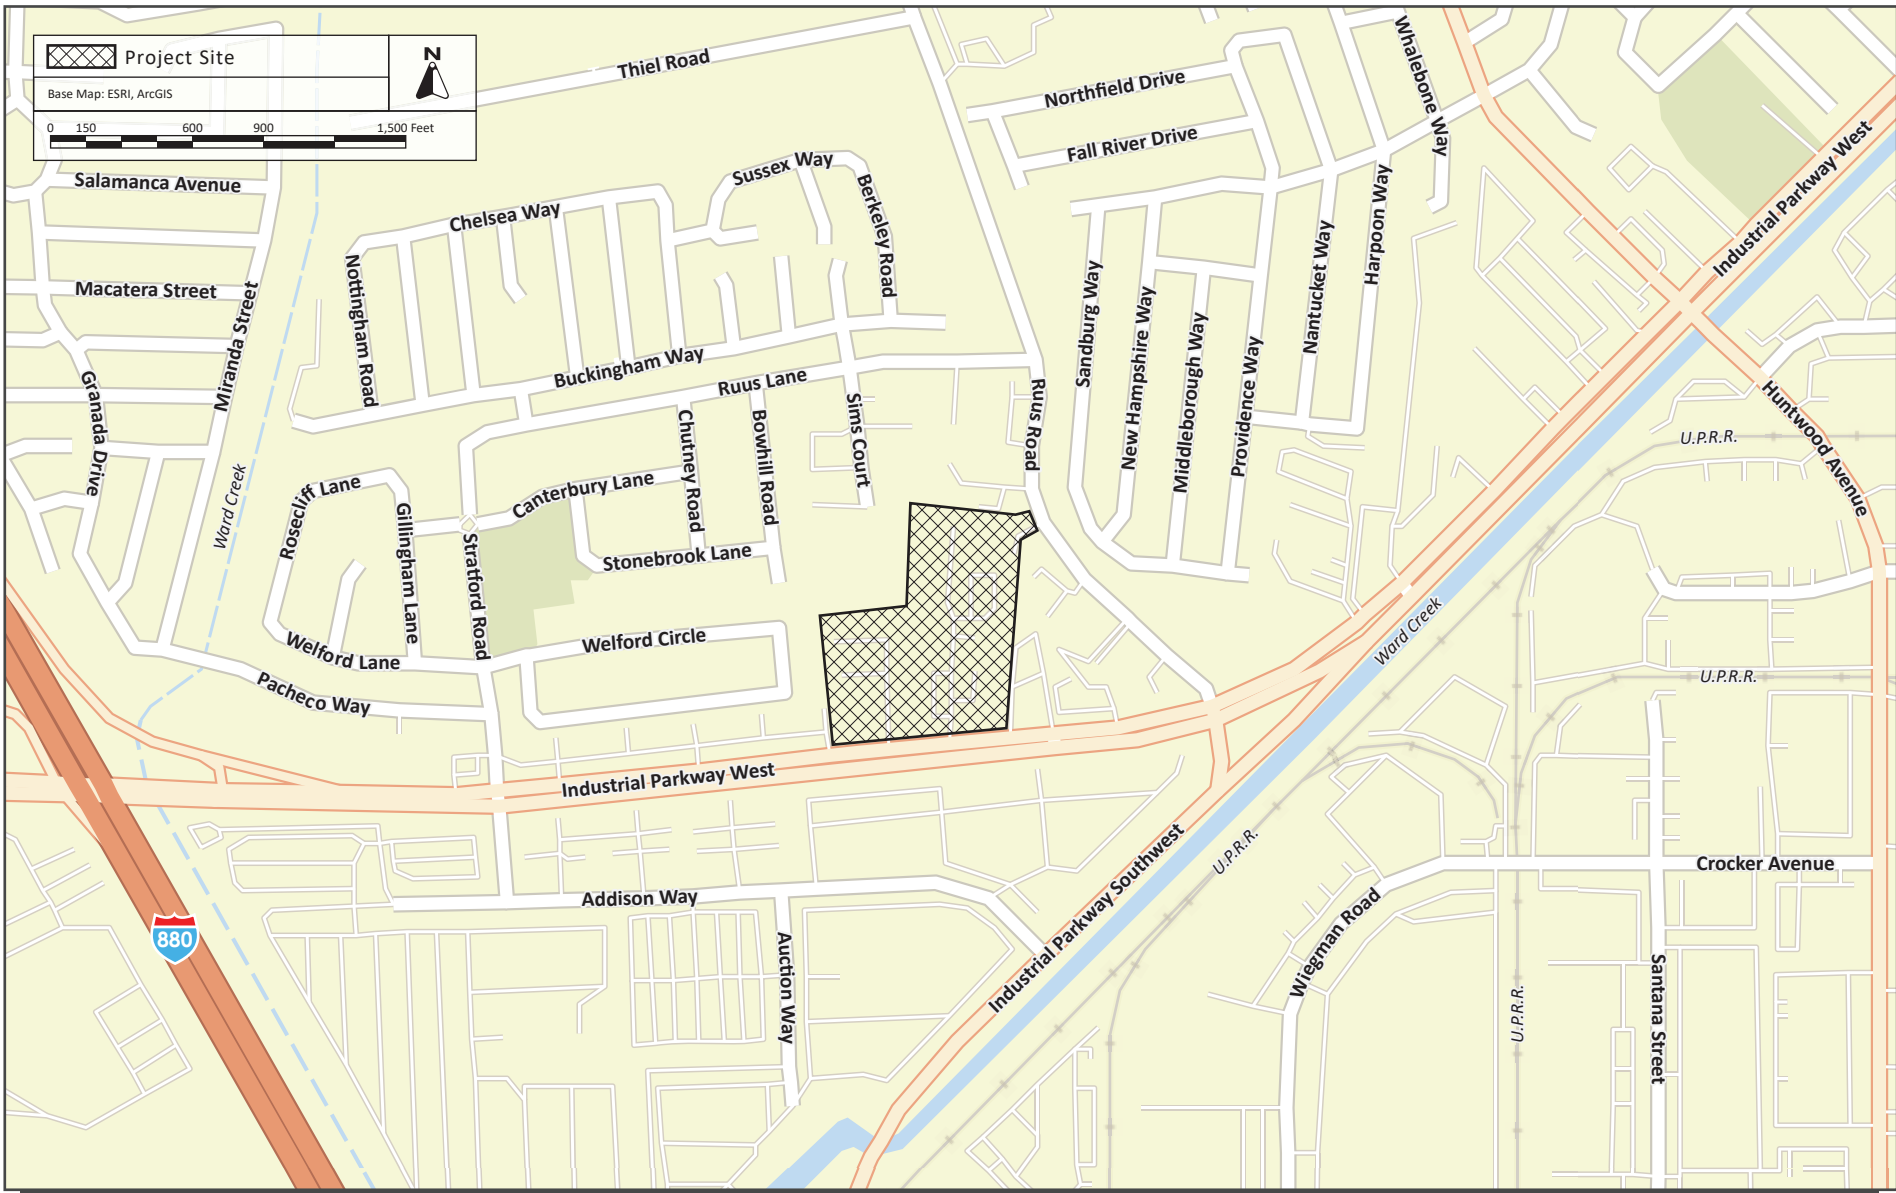 Project Site
N
Base Map: ESRI, ArcGIS
0 150 600 900 1,500 Feet
Thiel Road
Northfield Drive
Fall River Drive
Whalebone Way
Industrial Parkway West
Salamanca Avenue
Chelsea Way
Sussex Way
Berkeley Road
Nottingham Road
Macatera Street
Miranda Street
Granada Drive
Buckingham Way
Ruus Lane
Ruus Road
Sandburg Way
New Hampshire Way
Middleborough Way
Providence Way
Nantucket Way
Harpoon Way
Huntwood Avenue
U.P.R.R.
Ward Creek
Rosecliff Lane
Gillingham Lane
Canterbury Lane
Chutney Road
Bowhill Road
Sims Court
Stratford Road
Stonebrook Lane
Welford Lane
Welford Circle
Pacheco Way
Ward Creek
U.P.R.R.
Industrial Parkway West
Industrial Parkway Southwest
U.P.R.R.
Crocker Avenue
Addison Way
Auction Way
Wiegman Road
Santana Street
U.P.R.R.
880